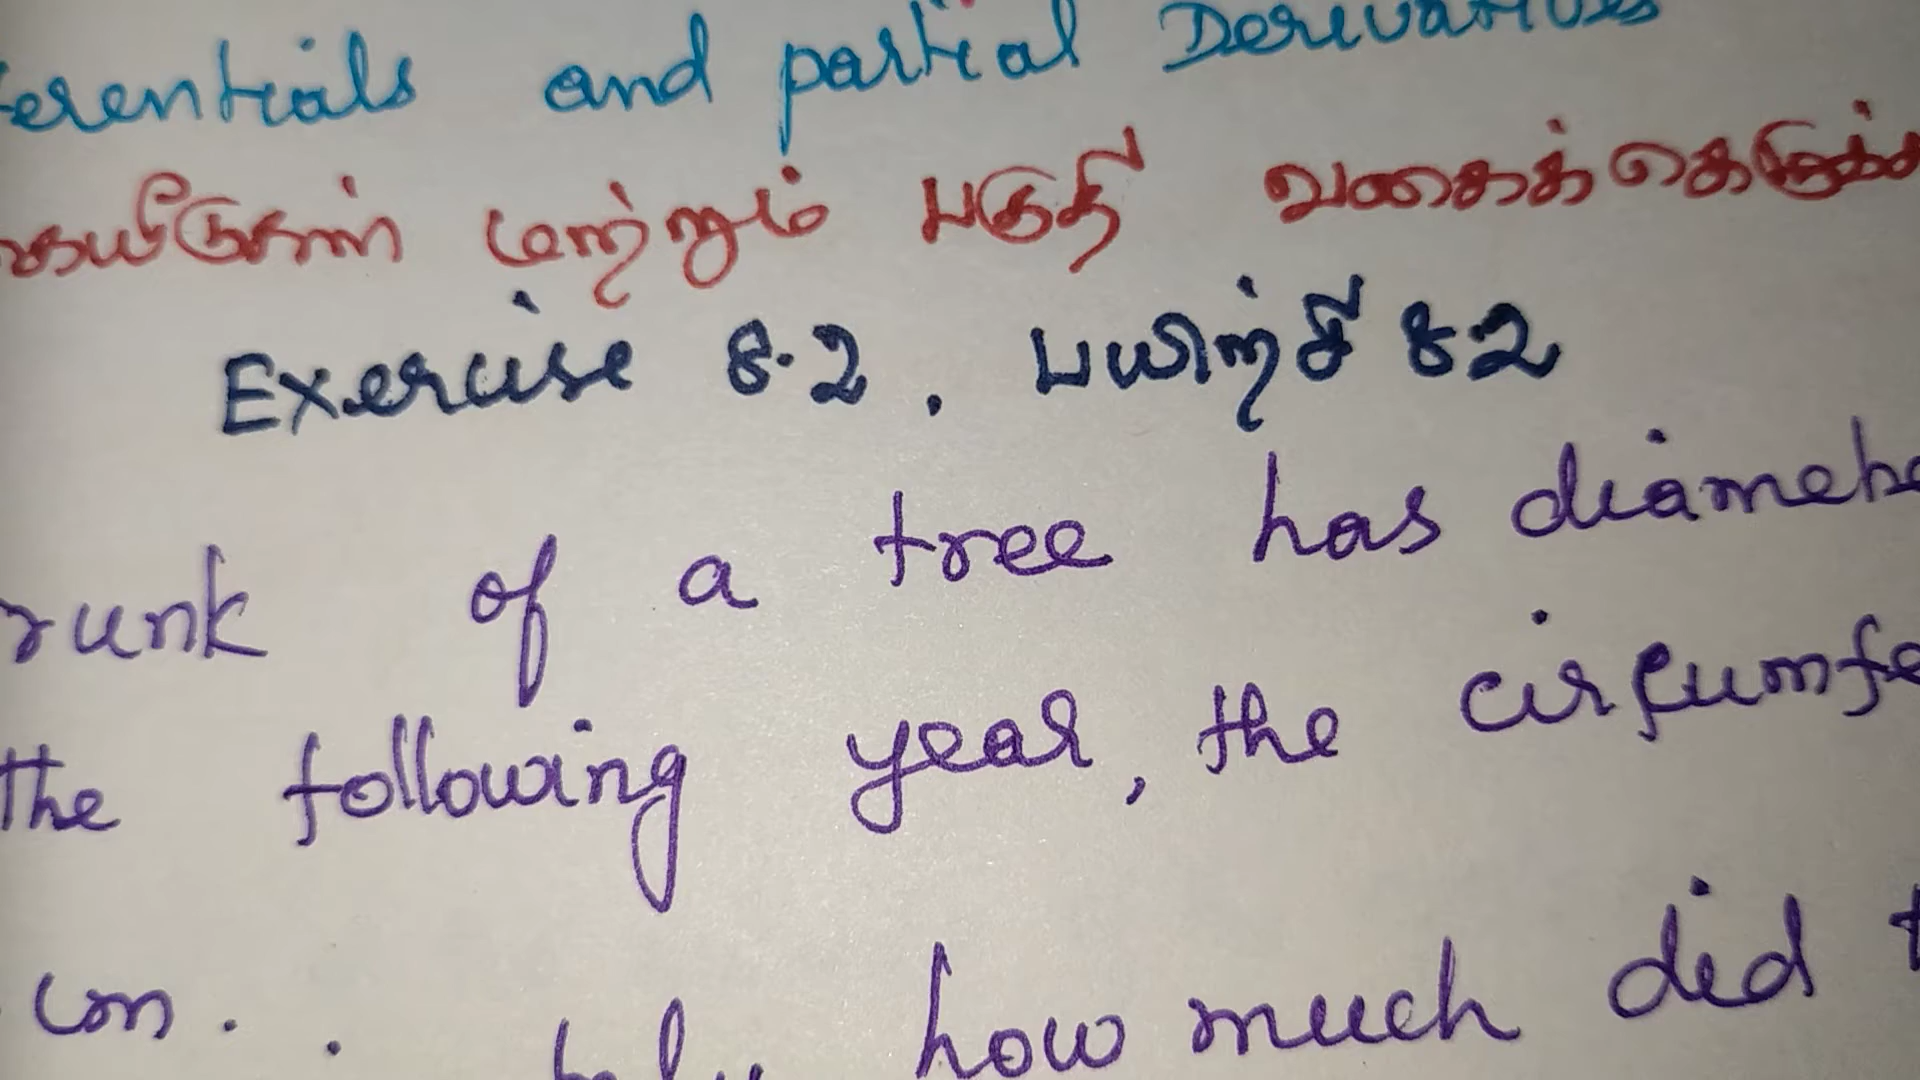 erentials and partial Derivatives
கையீடுகள் மற்றும் பகுதி வகைக்கெழுக்க
Exercise 8.2. பயிற்சி 8.2
runk of a tree has diamete
the following year, the circumfe
cm. how much did t